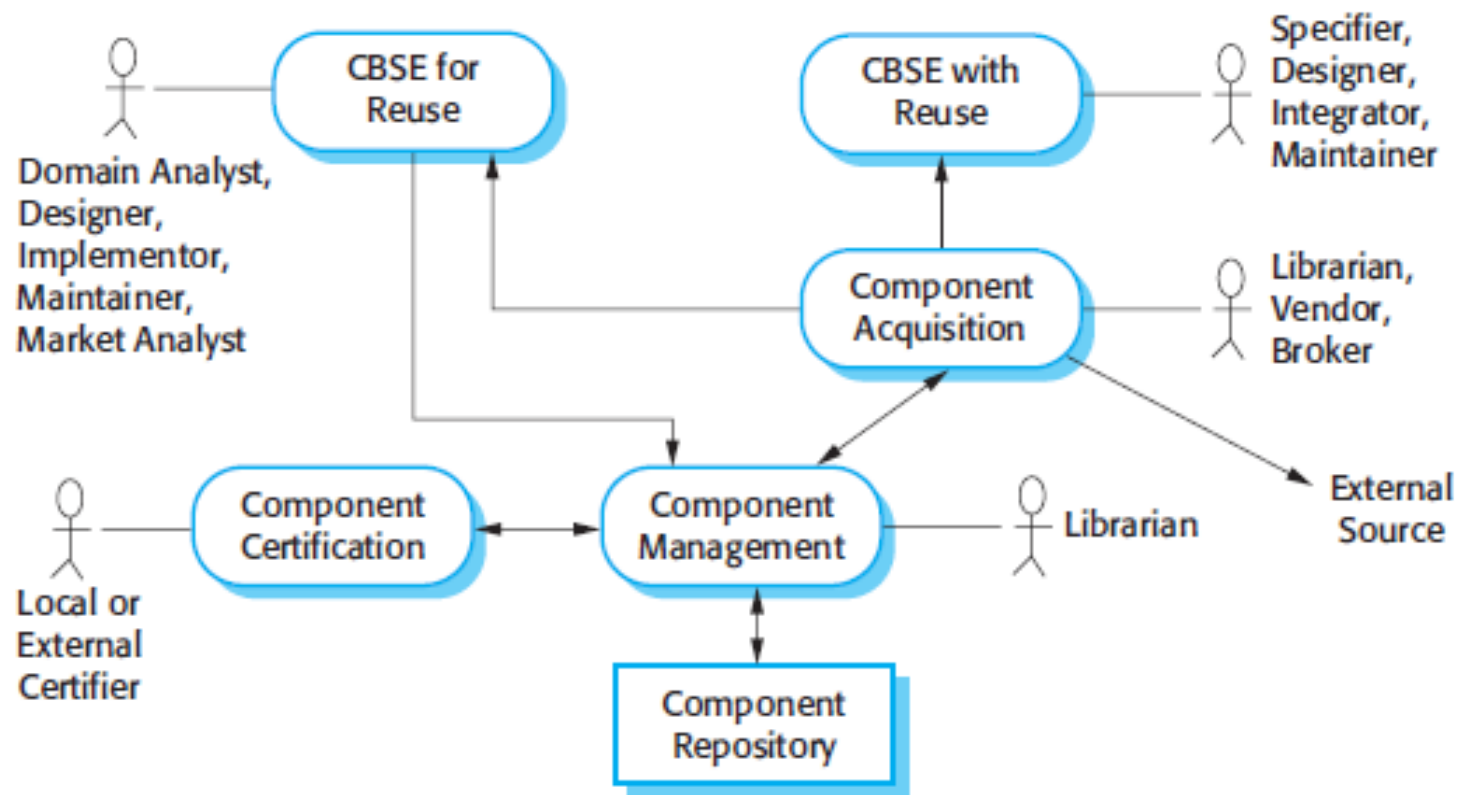 CBSE for
Reuse
CBSE with
Reuse
Specifier,
Designer,
Integrator,
Maintainer
Domain Analyst,
Designer,
Implementor,
Maintainer,
Market Analyst
Component
Acquisition
Librarian,
Vendor,
Broker
Component
Certification
Component
Management
Librarian
External
Source
Local or
External
Certifier
Component
Repository